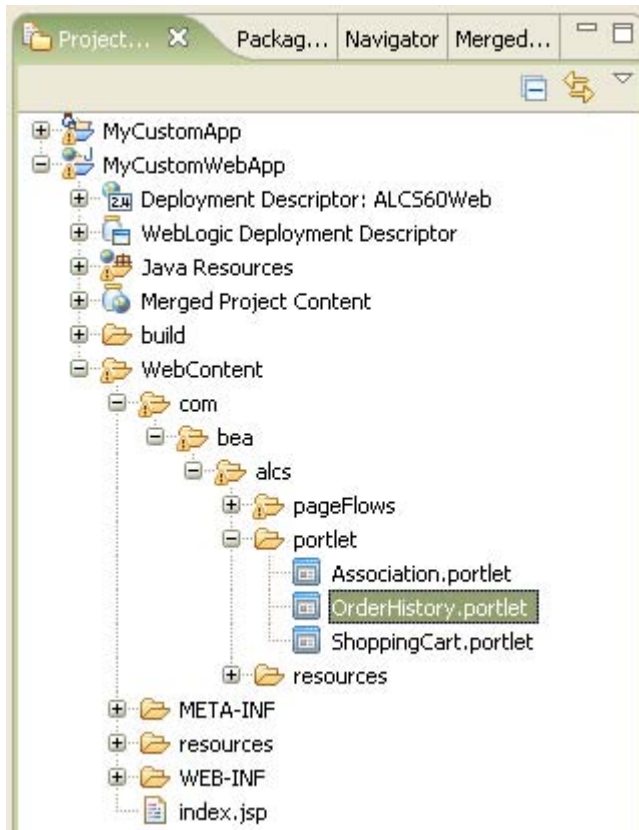 Project... Packag... Navigator Merged...
MyCustomApp
MyCustomWebApp
2.4 Deployment Descriptor: ALCS60Web
WebLogic Deployment Descriptor
Java Resources
Merged Project Content
build
WebContent
com
bea
alcs
pageFlows
portlet
Association.portlet
OrderHistory.portlet
ShoppingCart.portlet
resources
META-INF
resources
WEB-INF
index.jsp